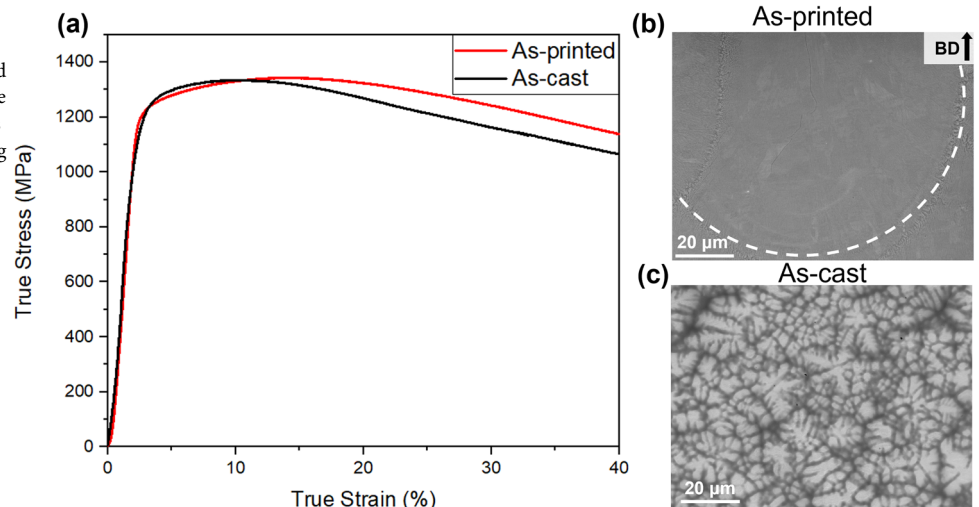 d
e
g
(a)
1400
1200
1000
800
600
400
200
0
0
10
20
30
40
True Stress (MPa)
True Strain (%)
As-printed
As-cast
(b)
As-printed
BD
20 µm
(c)
As-cast
20 µm